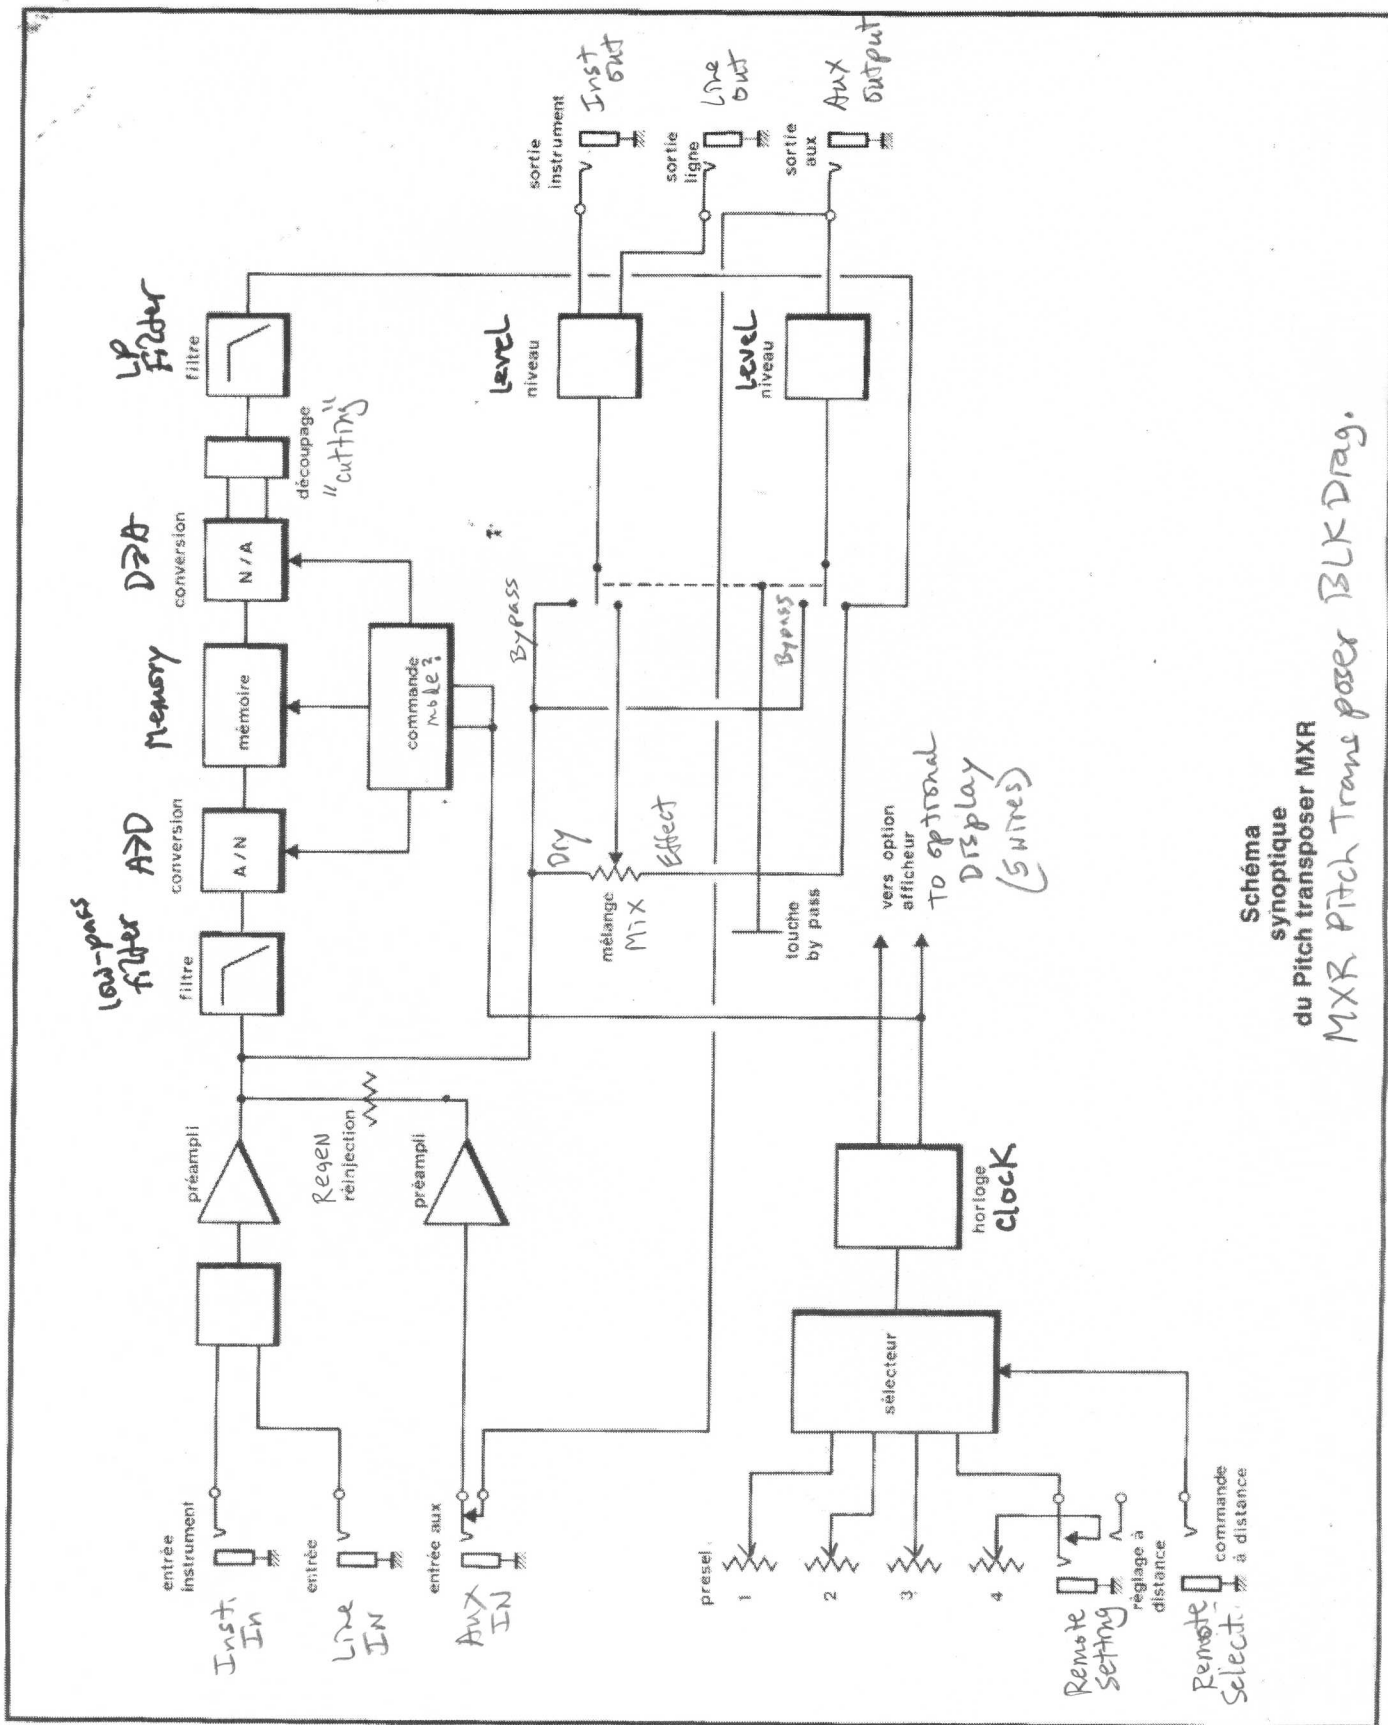 LP
Filter
filtre
découpage
"cutting"
D>A
conversion
N/A
Memory
mémoire
A>D
conversion
A/N
Low-pass
filter
filtre
commande
mode?
préampli
Regen
réinjection
préampli
entrée
instrument
Inst.
In
entrée
Line
IN
entrée aux
Aux
IN
sortie
instrument
Inst
out
sortie
ligne
Line
out
sortie
aux
Aux
output
Level
niveau
Level
niveau
Bypass
Bypass
Dry
Effect
mélange
Mix
touche
by pass
vers option
afficheur
To optional
Display
(5 wires)
horloge
Clock
sélecteur
presel.
1
2
3
4
réglage à
distance
Remote
Setting
commande
à distance
Remote
Select.
Schéma
synoptique
du Pitch transposer MXR
MXR Pitch Transposer BLK Diag.